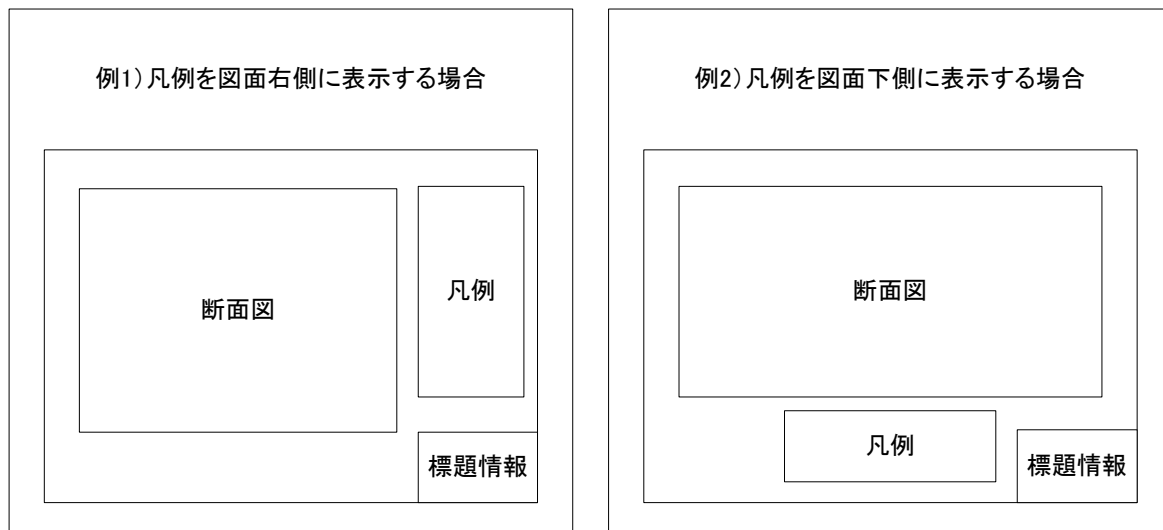 例1）凡例を図面右側に表示する場合
断面図
凡例
標題情報
例2）凡例を図面下側に表示する場合
断面図
凡例
標題情報